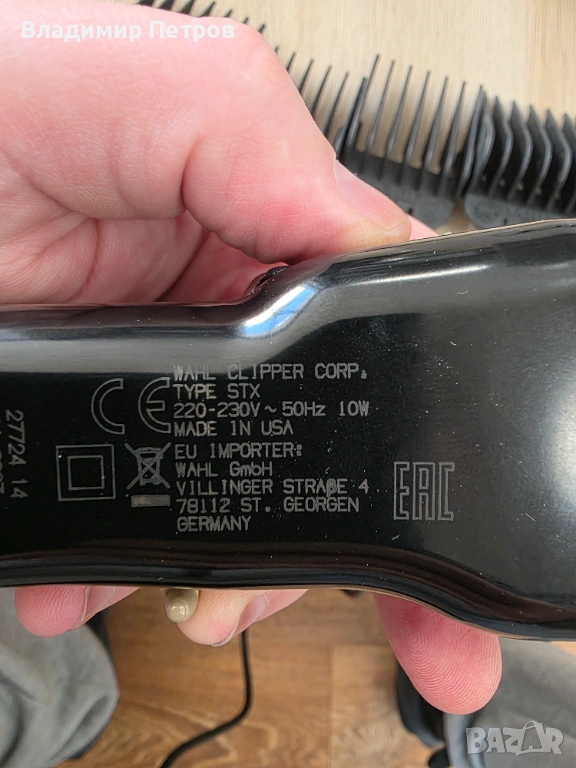 Владимир Петров
WAHL CLIPPER CORP.
TYPE STX
220-230V ~ 50Hz 10W
MADE IN USA
EU IMPORTER:
WAHL GmbH
VILLINGER STRAßE 4
78112 ST. GEORGEN
GERMANY
CE
EAC
27724 14
BAZAR